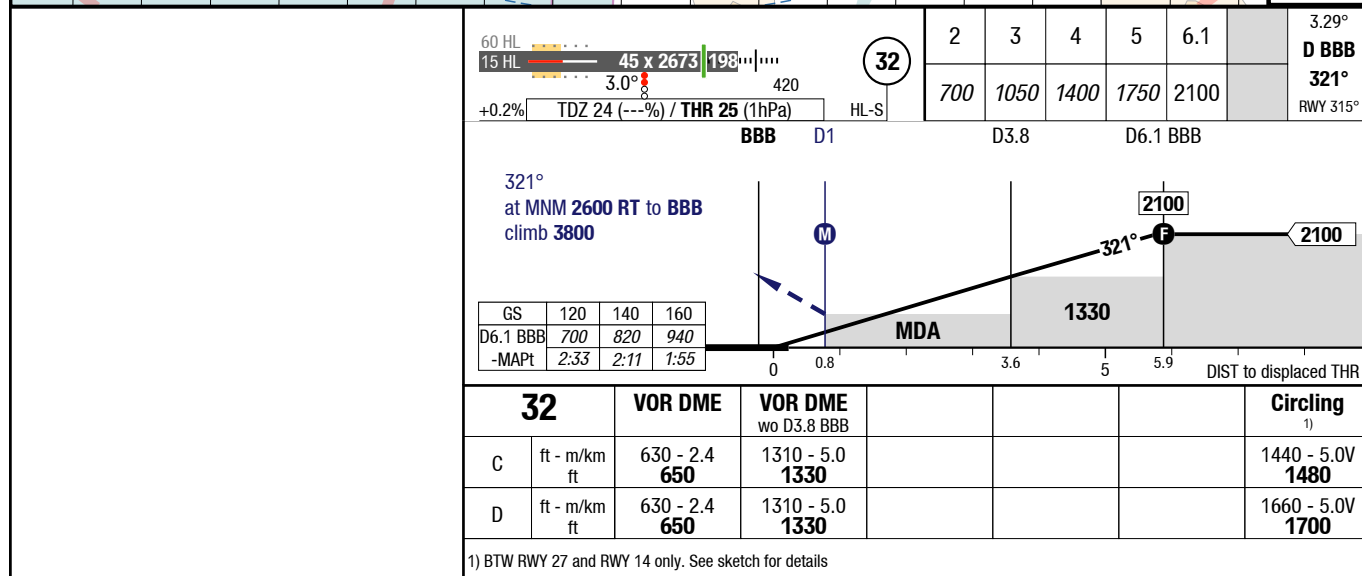 60 HL
15 HL 45 x 2673 198
3.0° 420
+0.2% TDZ 24 (---%) / THR 25 (1hPa) HL-S
32
2 3 4 5 6.1
700 1050 1400 1750 2100
3.29°
D BBB
321°
RWY 315°
BBB D1 D3.8 D6.1 BBB
321°
at MNM 2600 RT to BBB
climb 3800
M
2100
321° F 2100
1330
MDA
GS 120 140 160
D6.1 BBB 700 820 940
-MAPt 2:33 2:11 1:55
0 0.8 3.6 5 5.9 DIST to displaced THR
32 VOR DME VOR DME Circling
wo D3.8 BBB 1)
C ft - m/km 630 - 2.4 1310 - 5.0 1440 - 5.0V
ft 650 1330 1480
D ft - m/km 630 - 2.4 1310 - 5.0 1660 - 5.0V
ft 650 1330 1700
1) BTW RWY 27 and RWY 14 only. See sketch for details